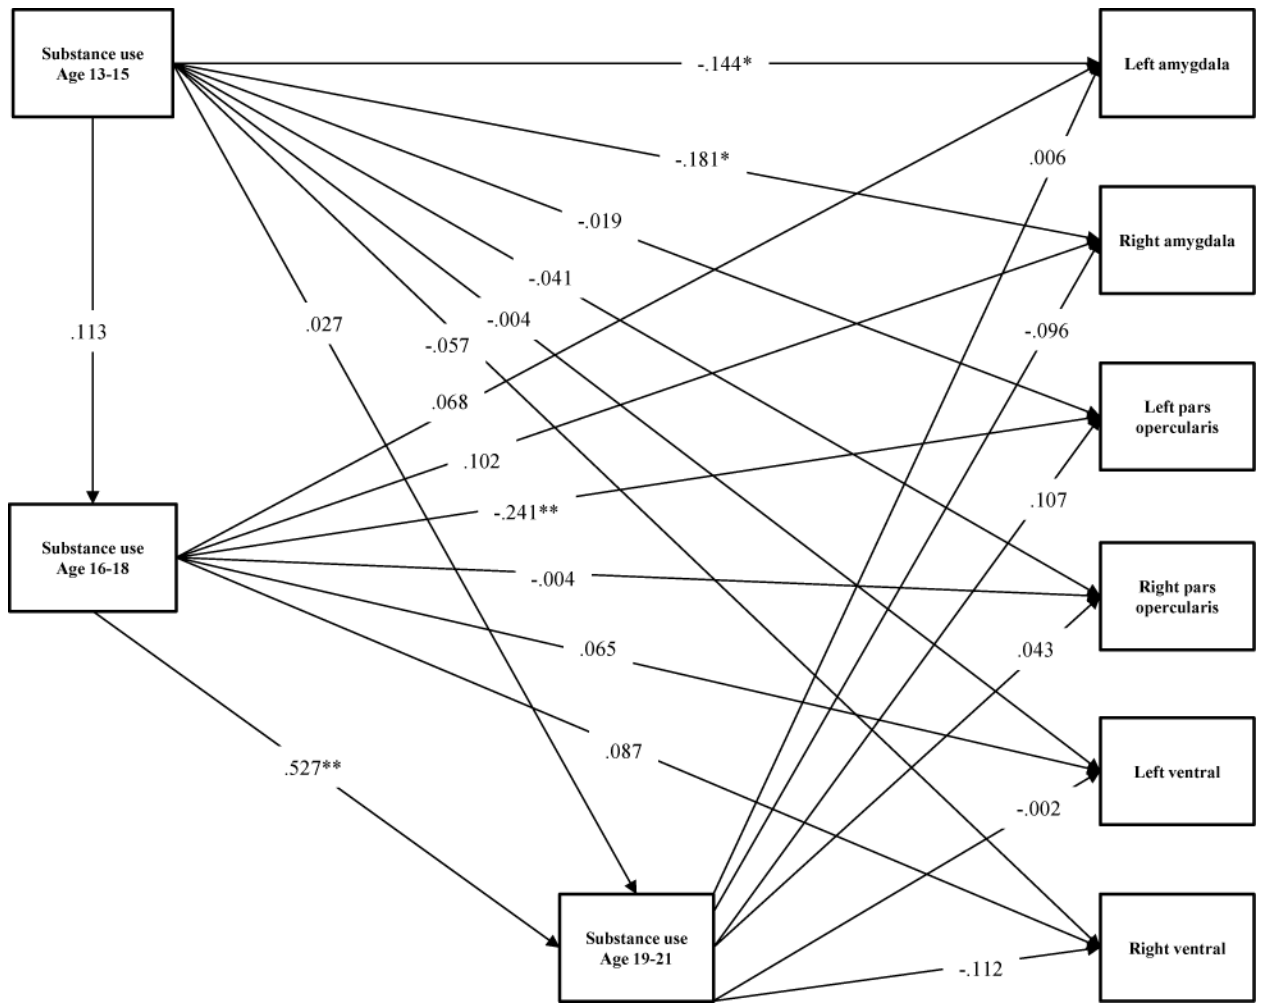 Substance use
Age 13-15
-.144*
Left amygdala
.006
-.181*
-.019
Right amygdala
-.041
-.004
.027
-.096
.113
-.057
.068
Left pars
opercularis
.102
.107
-.241**
Substance use
Age 16-18
-.004
Right pars
opercularis
.065
.043
.087
.527**
Left ventral
-.002
Substance use
Age 19-21
Right ventral
-.112